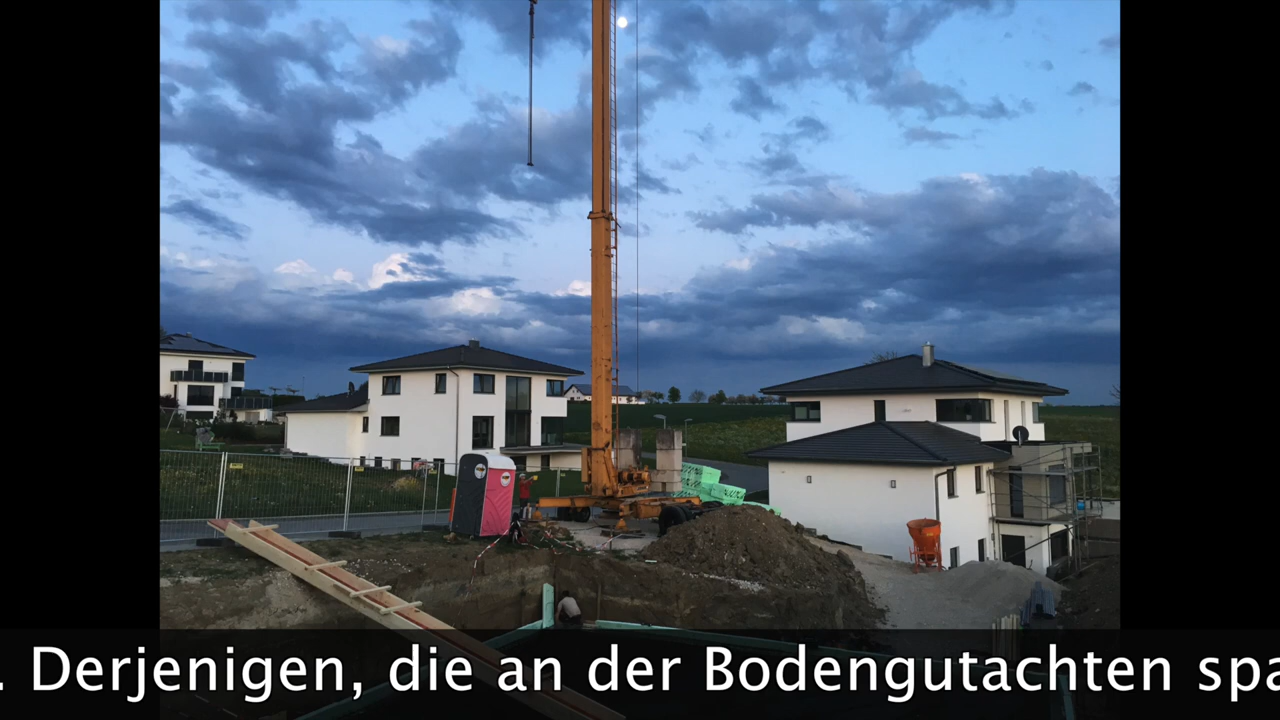 . Derjenigen, die an der Bodengutachten spa